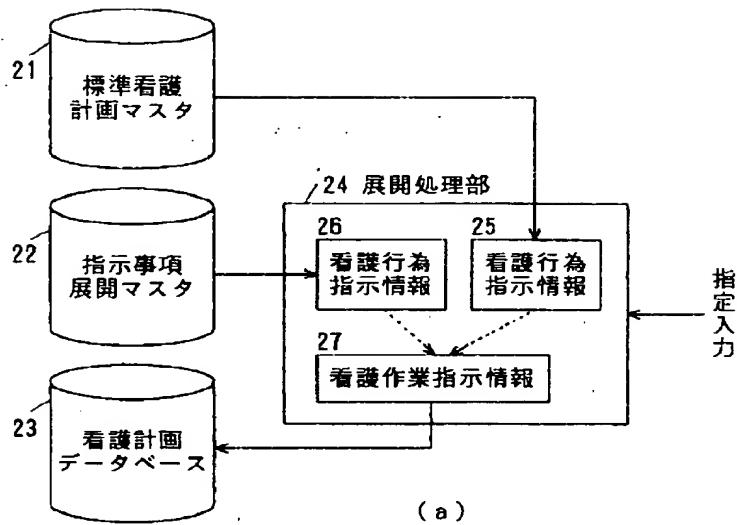 21
標準看護
計画マスタ
24 展開処理部
26
25
22
指示事項
展開マスタ
看護行為
指示情報
看護行為
指示情報
指定入力
27
看護作業指示情報
23
看護計画
データベース
(a)